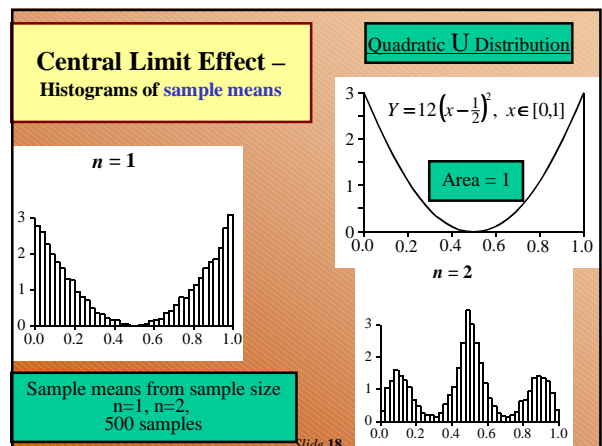 Central Limit Effect –
Histograms of sample means
Quadratic U Distribution
3
2
1
0
Y = 12(x − 1/2)², x ∈ [0,1]
Area = 1
0.0 0.2 0.4 0.6 0.8 1.0
n = 1
3
2
1
0
0.0 0.2 0.4 0.6 0.8 1.0
n = 2
3
2
1
0
0.0 0.2 0.4 0.6 0.8 1.0
Sample means from sample size
n=1, n=2,
500 samples
Slide 18